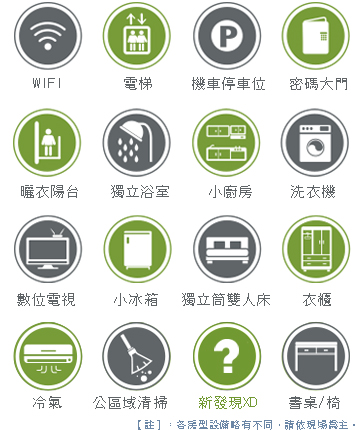 WIFI 電梯 機車停車位 密碼大門
曬衣陽台 獨立浴室 小廚房 洗衣機
數位電視 小冰箱 獨立筒雙人床 衣櫃
冷氣 公區域清掃 新發現XD 書桌/椅
【註】：各房型設備略有不同，請依現場為主。